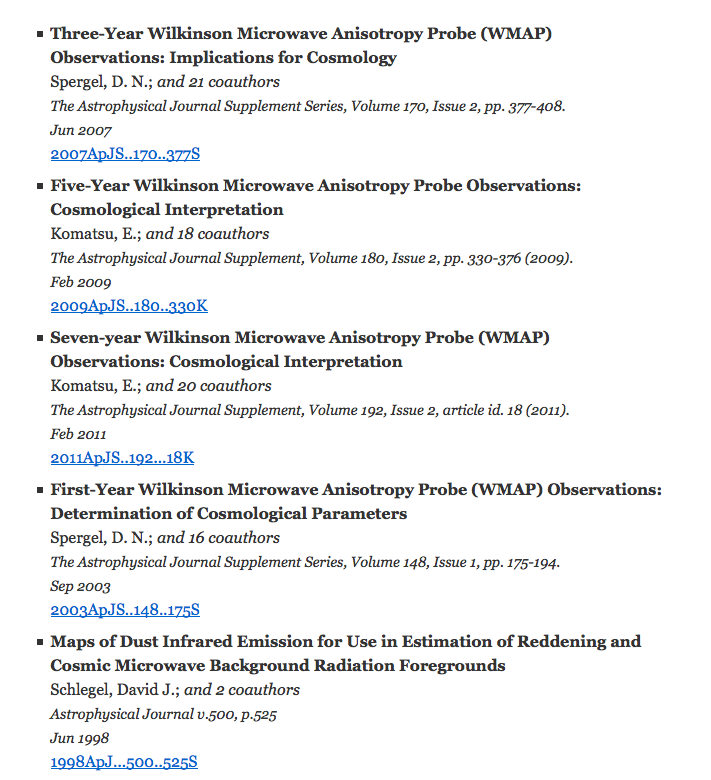 Three-Year Wilkinson Microwave Anisotropy Probe (WMAP)
Observations: Implications for Cosmology
Spergel, D. N.; and 21 coauthors
The Astrophysical Journal Supplement Series, Volume 170, Issue 2, pp. 377-408.
Jun 2007
2007ApJS..170..377S
Five-Year Wilkinson Microwave Anisotropy Probe Observations:
Cosmological Interpretation
Komatsu, E.; and 18 coauthors
The Astrophysical Journal Supplement, Volume 180, Issue 2, pp. 330-376 (2009).
Feb 2009
2009ApJS..180..330K
Seven-year Wilkinson Microwave Anisotropy Probe (WMAP)
Observations: Cosmological Interpretation
Komatsu, E.; and 20 coauthors
The Astrophysical Journal Supplement, Volume 192, Issue 2, article id. 18 (2011).
Feb 2011
2011ApJS..192...18K
First-Year Wilkinson Microwave Anisotropy Probe (WMAP) Observations:
Determination of Cosmological Parameters
Spergel, D. N.; and 16 coauthors
The Astrophysical Journal Supplement Series, Volume 148, Issue 1, pp. 175-194.
Sep 2003
2003ApJS..148..175S
Maps of Dust Infrared Emission for Use in Estimation of Reddening and
Cosmic Microwave Background Radiation Foregrounds
Schlegel, David J.; and 2 coauthors
Astrophysical Journal v.500, p.525
Jun 1998
1998ApJ...500..525S